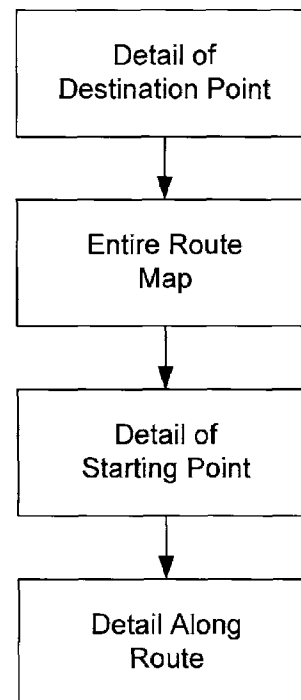 Detail of
Destination Point
Entire Route
Map
Detail of
Starting Point
Detail Along
Route